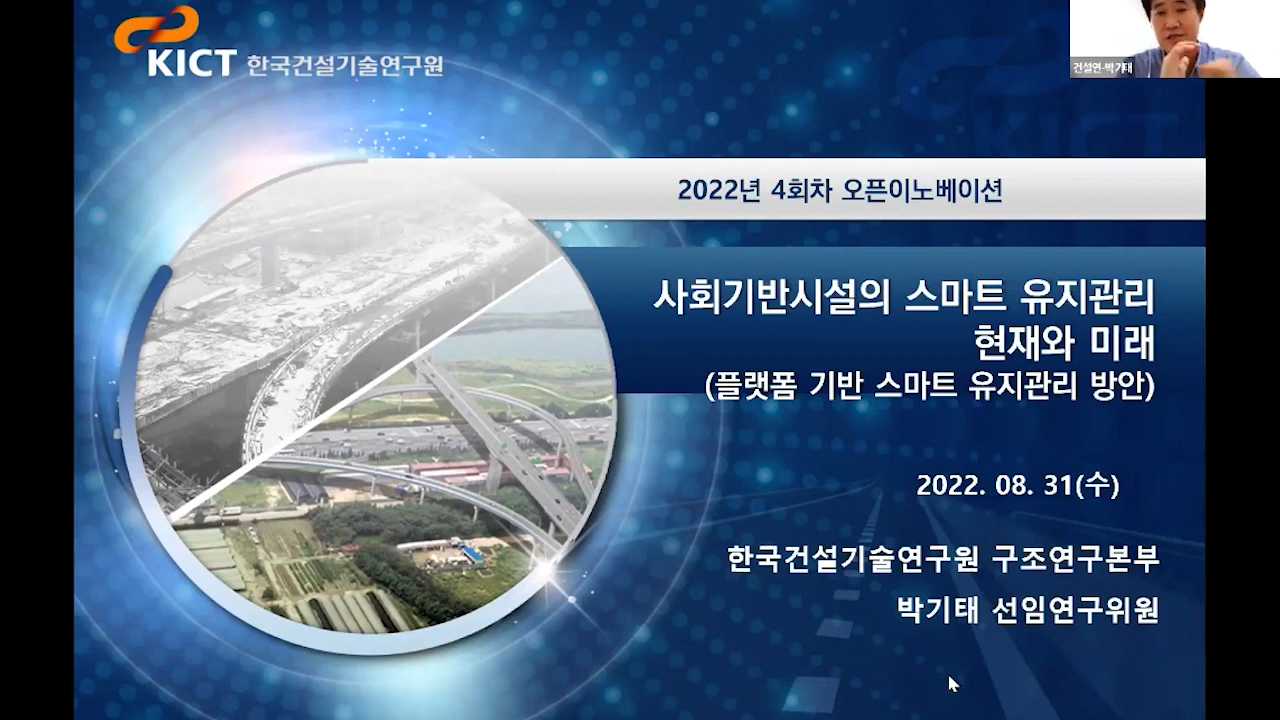 KICT 한국건설기술연구원
건설연-박기태
2022년 4회차 오픈이노베이션
사회기반시설의 스마트 유지관리
현재와 미래
(플랫폼 기반 스마트 유지관리 방안)
2022. 08. 31(수)
한국건설기술연구원 구조연구본부
박기태 선임연구위원